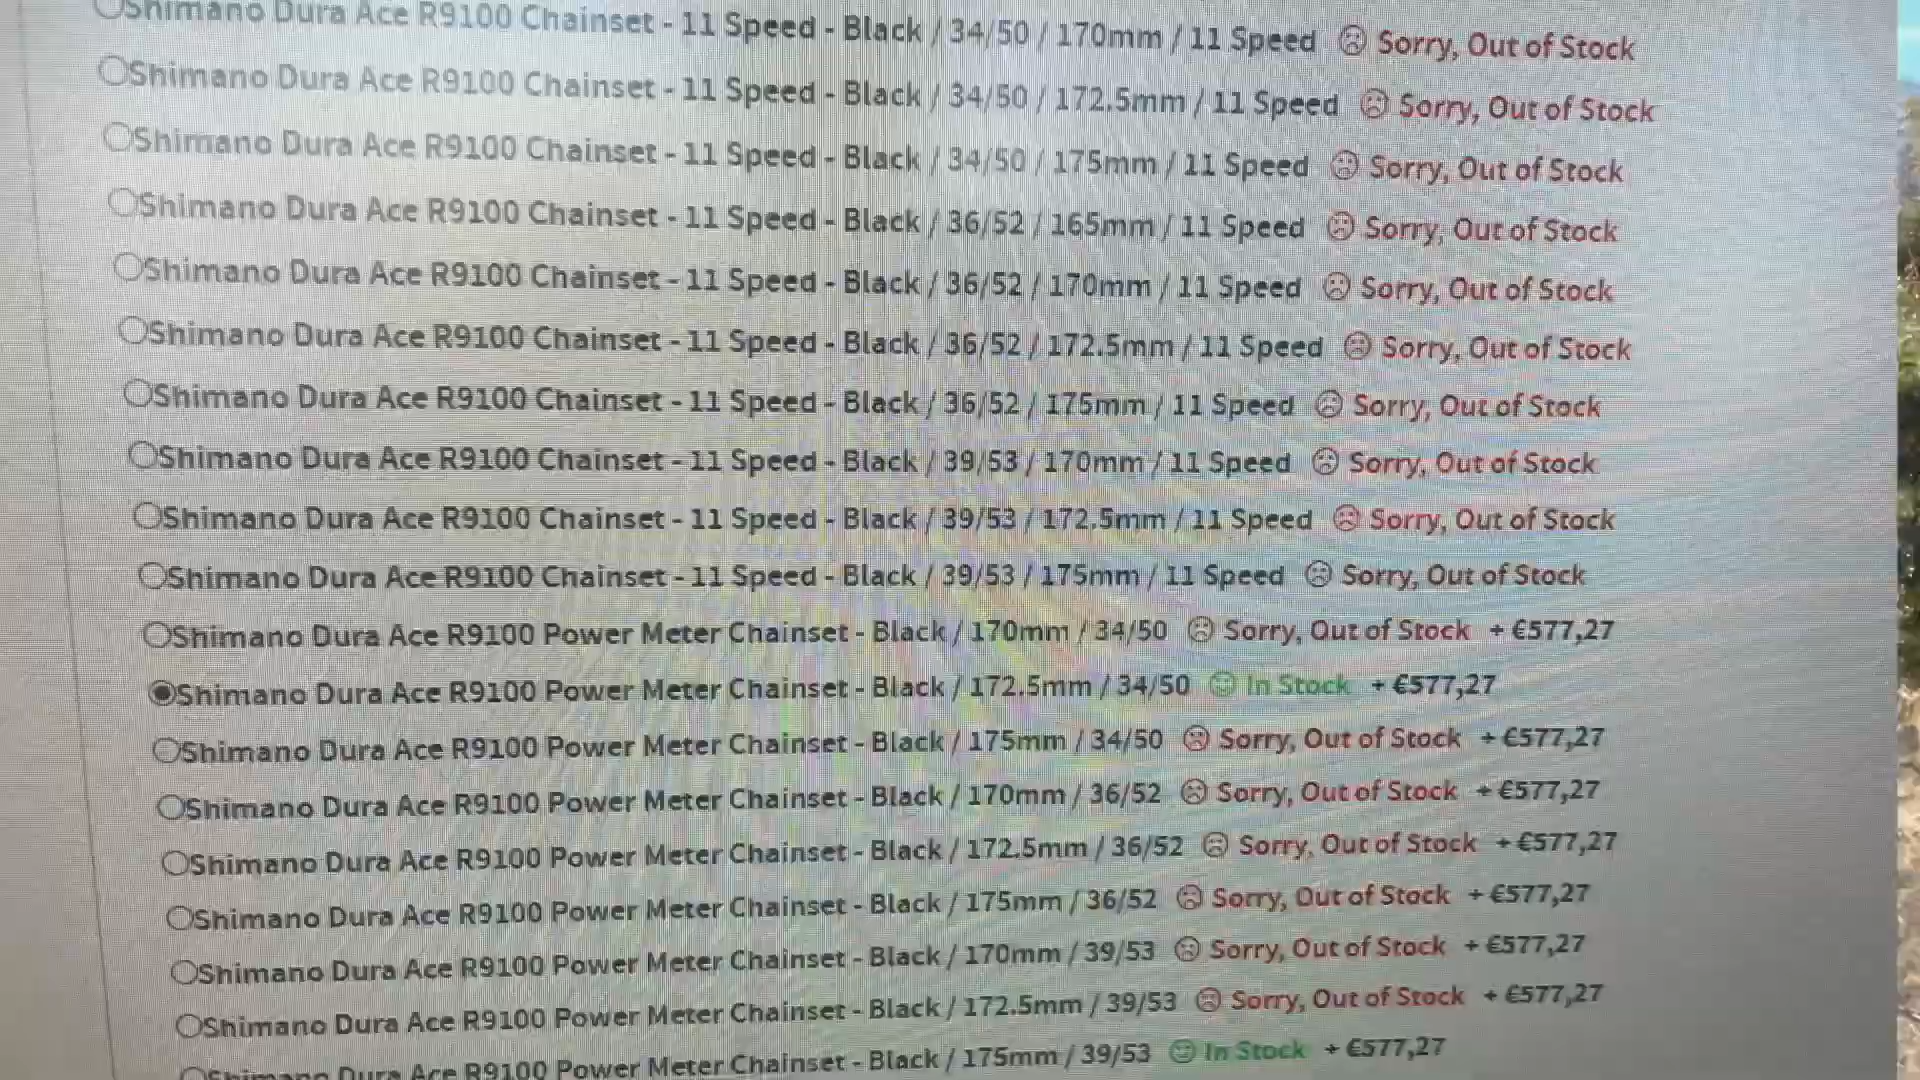 Shimano Dura Ace R9100 Chainset - 11 Speed - Black / 34/50 / 170mm / 11 Speed Sorry, Out of Stock
Shimano Dura Ace R9100 Chainset - 11 Speed - Black / 34/50 / 172.5mm / 11 Speed Sorry, Out of Stock
Shimano Dura Ace R9100 Chainset - 11 Speed - Black / 34/50 / 175mm / 11 Speed Sorry, Out of Stock
Shimano Dura Ace R9100 Chainset - 11 Speed - Black / 36/52 / 165mm / 11 Speed Sorry, Out of Stock
Shimano Dura Ace R9100 Chainset - 11 Speed - Black / 36/52 / 170mm / 11 Speed Sorry, Out of Stock
Shimano Dura Ace R9100 Chainset - 11 Speed - Black / 36/52 / 172.5mm / 11 Speed Sorry, Out of Stock
Shimano Dura Ace R9100 Chainset - 11 Speed - Black / 36/52 / 175mm / 11 Speed Sorry, Out of Stock
Shimano Dura Ace R9100 Chainset - 11 Speed - Black / 39/53 / 170mm / 11 Speed Sorry, Out of Stock
Shimano Dura Ace R9100 Chainset - 11 Speed - Black / 39/53 / 172.5mm / 11 Speed Sorry, Out of Stock
Shimano Dura Ace R9100 Chainset - 11 Speed - Black / 39/53 / 175mm / 11 Speed Sorry, Out of Stock
Shimano Dura Ace R9100 Power Meter Chainset - Black / 170mm / 34/50 Sorry, Out of Stock + €577,27
Shimano Dura Ace R9100 Power Meter Chainset - Black / 172.5mm / 34/50 In Stock + €577,27
Shimano Dura Ace R9100 Power Meter Chainset - Black / 175mm / 34/50 Sorry, Out of Stock + €577,27
Shimano Dura Ace R9100 Power Meter Chainset - Black / 170mm / 36/52 Sorry, Out of Stock + €577,27
Shimano Dura Ace R9100 Power Meter Chainset - Black / 172.5mm / 36/52 Sorry, Out of Stock + €577,27
Shimano Dura Ace R9100 Power Meter Chainset - Black / 175mm / 36/52 Sorry, Out of Stock + €577,27
Shimano Dura Ace R9100 Power Meter Chainset - Black / 170mm / 39/53 Sorry, Out of Stock + €577,27
Shimano Dura Ace R9100 Power Meter Chainset - Black / 172.5mm / 39/53 Sorry, Out of Stock + €577,27
Shimano Dura Ace R9100 Power Meter Chainset - Black / 175mm / 39/53 In Stock + €577,27